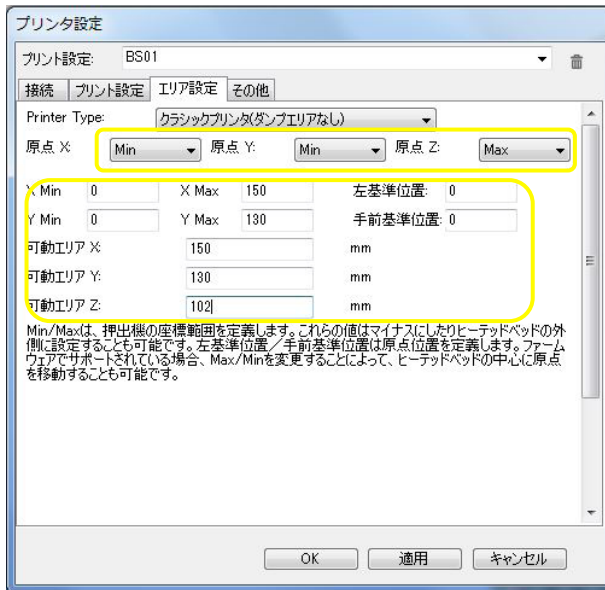 プリンタ設定
プリント設定: BS01
接続 プリント設定 エリア設定 その他
Printer Type: クラシックプリンタ(ダンプエリアなし)
原点 X: Min 原点 Y: Min 原点 Z: Max
X Min 0 X Max 150 左基準位置: 0
Y Min 0 Y Max 130 手前基準位置: 0
可動エリア X: 150 mm
可動エリア Y: 130 mm
可動エリア Z: 102 mm
Min/Maxは、押出機の座標範囲を定義します。これらの値はマイナスにしたりヒーテッドベッドの外
側に設定することも可能です。左基準位置/手前基準位置は原点位置を定義します。ファーム
ウェアでサポートされている場合、Max/Minを変更することによって、ヒーテッドベッドの中心に原点
を移動することも可能です。
OK 適用 キャンセル